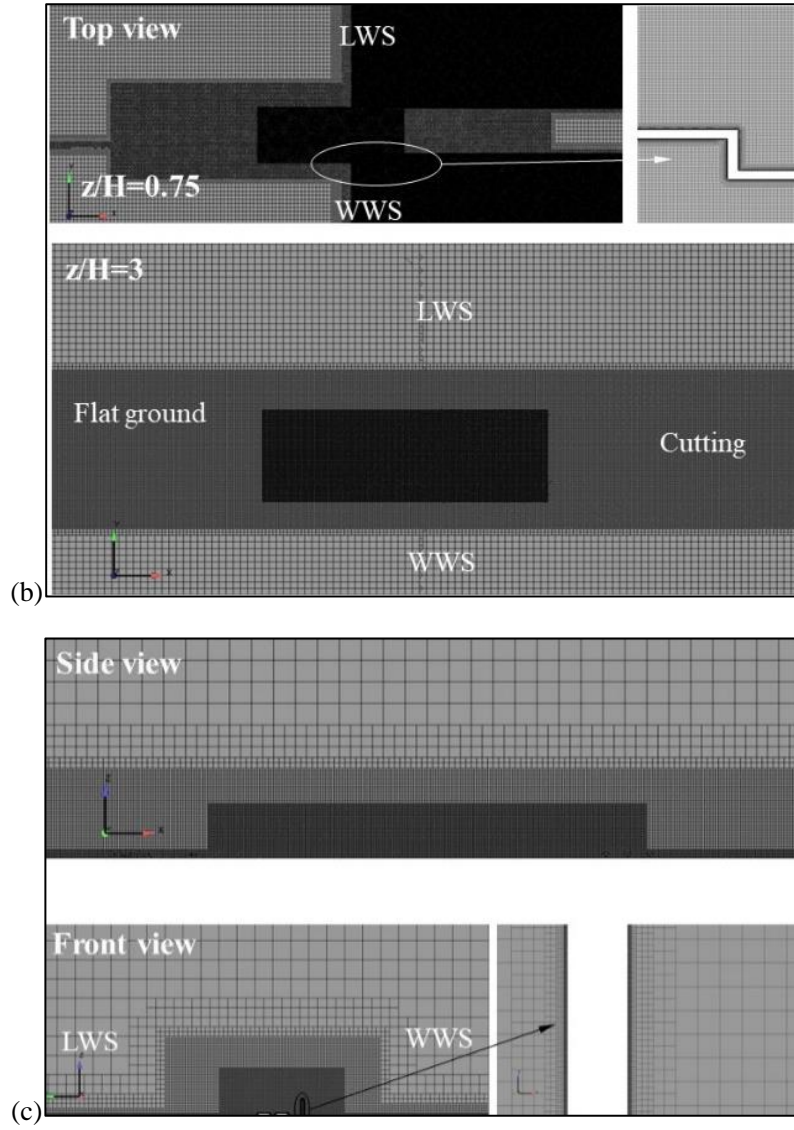 Top view
LWS
z/H=0.75
WWS
z/H=3
LWS
Flat ground
Cutting
WWS
(b)
Side view
Front view
LWS
WWS
(c)